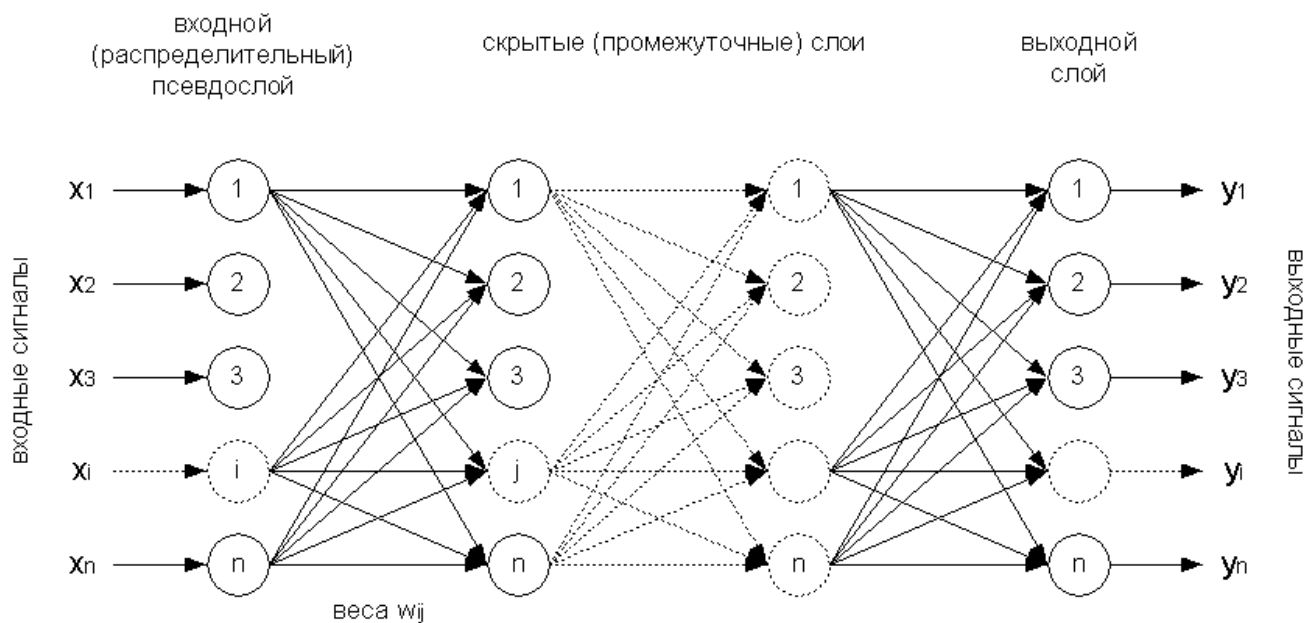 входной
(распределительный)
псевдослой
скрытые (промежуточные) слои
выходной
слой
входные сигналы
x1 1 1 1 1 y1
x2 2 2 2 2 y2
x3 3 3 3 3 y3
xi i j yi
xn n n n n yn
выходные сигналы
веса wij